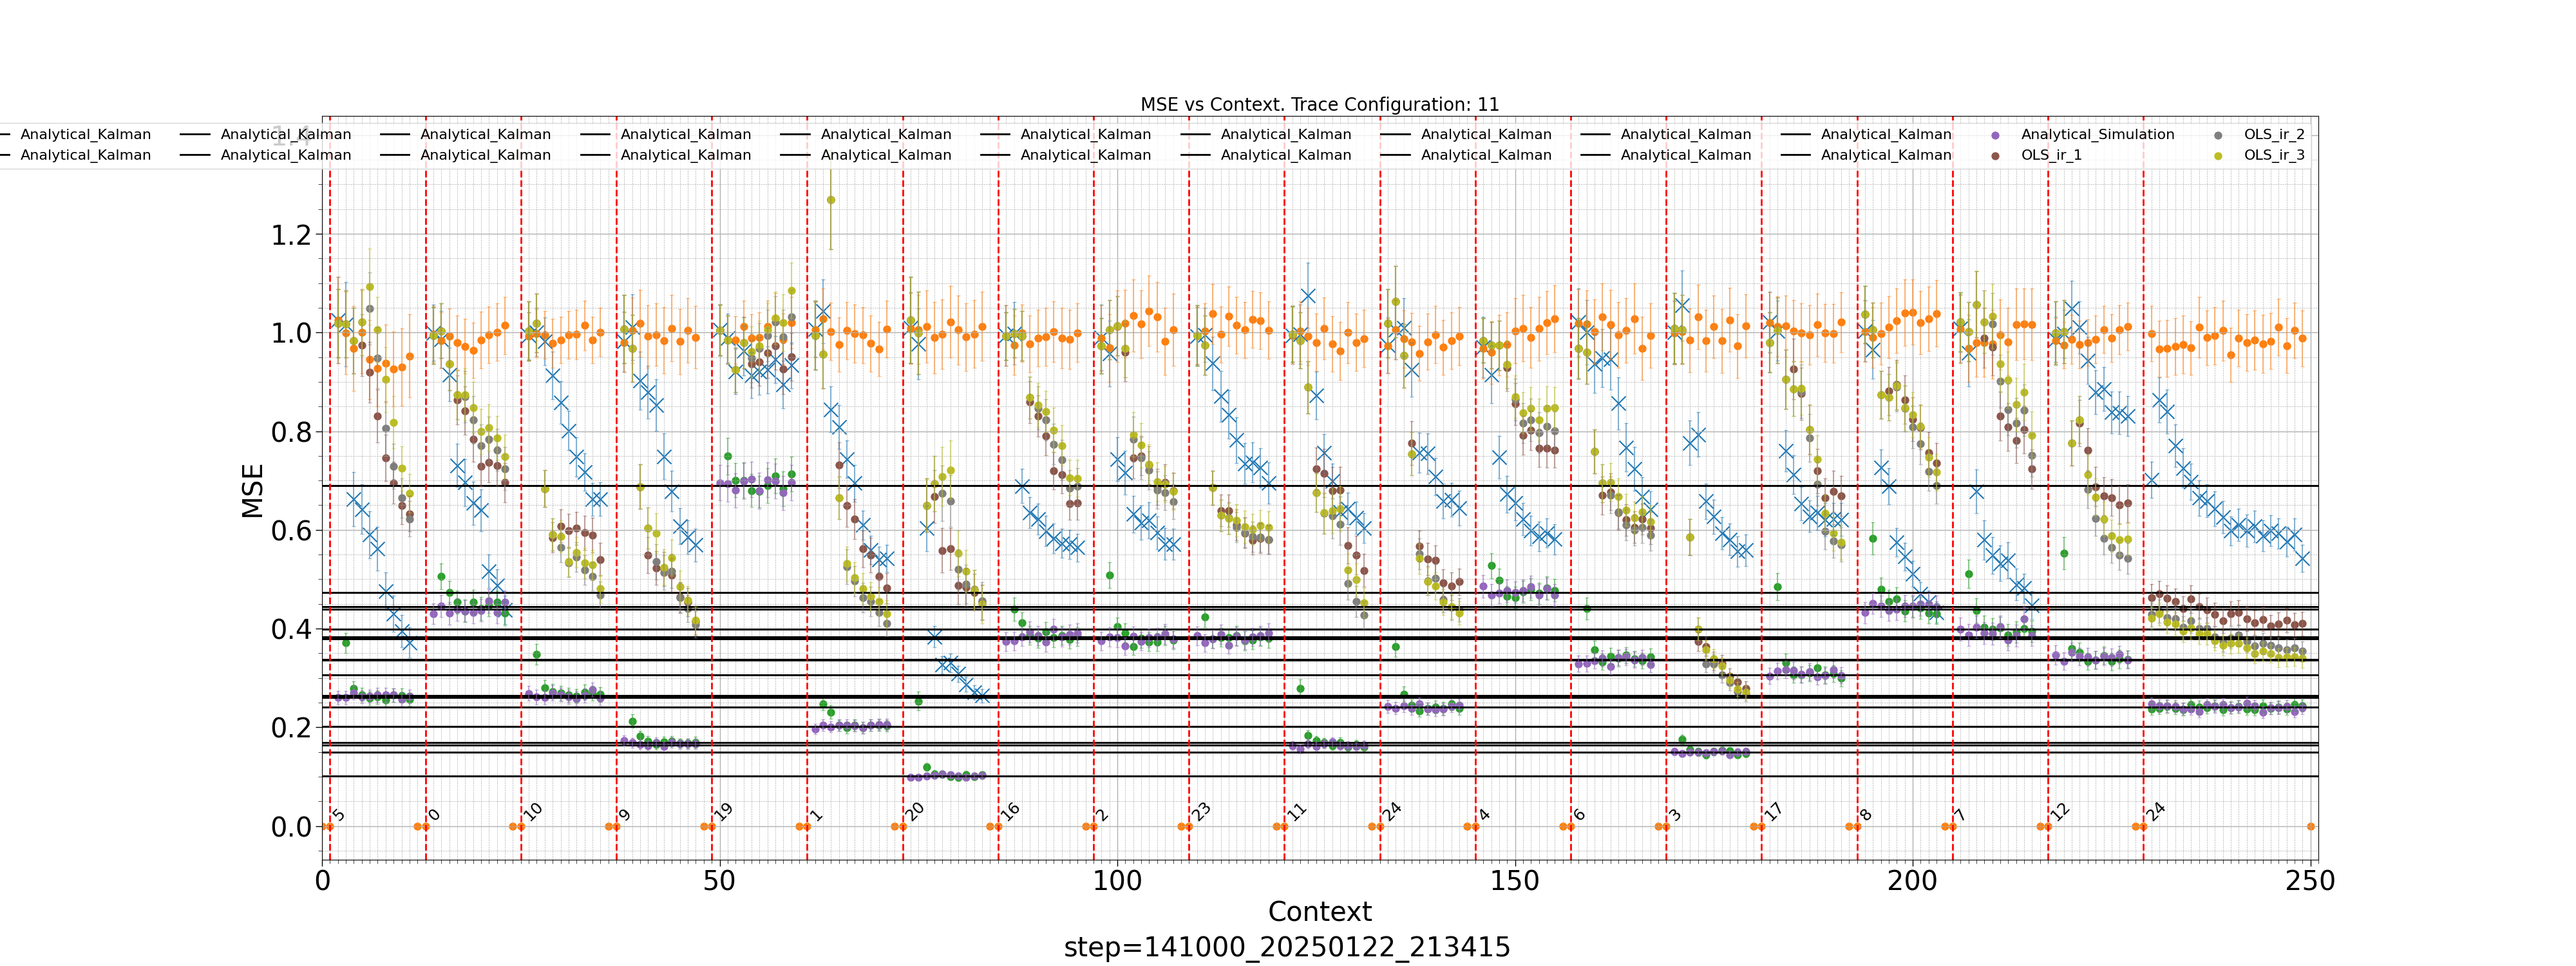 MSE vs Context. Trace Configuration: 11
1.4
Analytical_Kalman Analytical_Kalman Analytical_Kalman Analytical_Kalman Analytical_Kalman Analytical_Kalman Analytical_Kalman Analytical_Kalman Analytical_Kalman Analytical_Kalman Analytical_Simulation OLS_ir_2
Analytical_Kalman Analytical_Kalman Analytical_Kalman Analytical_Kalman Analytical_Kalman Analytical_Kalman Analytical_Kalman Analytical_Kalman Analytical_Kalman Analytical_Kalman OLS_ir_1 OLS_ir_3
1.2
1.0
0.8
0.6
0.4
0.2
0.0
MSE
5 0 10 9 19 1 20 16 2 23 11 24 4 6 3 17 8 7 12 24
0 50 100 150 200 250
Context
step=141000_20250122_213415